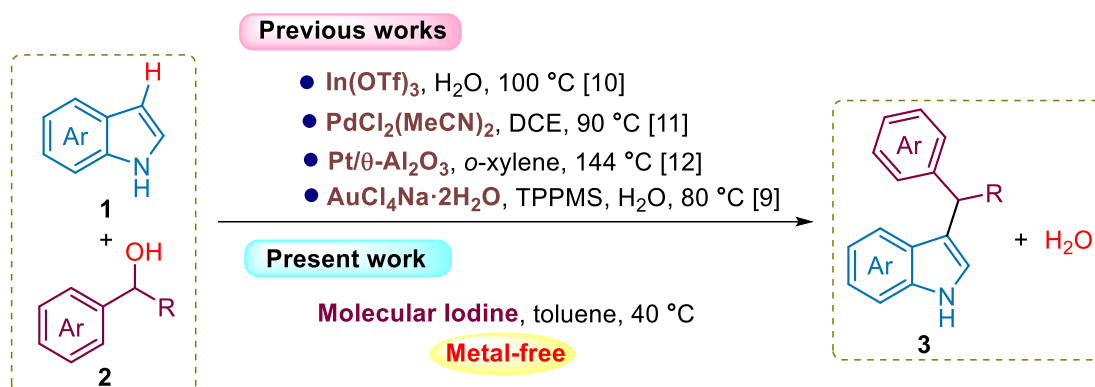 Previous works
H
Ar
N
H
1
+
OH
Ar
R
2
● In(OTf)₃, H₂O, 100 °C [10]
● PdCl₂(MeCN)₂, DCE, 90 °C [11]
● Pt/θ-Al₂O₃, o-xylene, 144 °C [12]
● AuCl₄Na·2H₂O, TPPMS, H₂O, 80 °C [9]
Present work
Molecular Iodine, toluene, 40 °C
Metal-free
Ar
R
Ar
N
H
3
+ H₂O